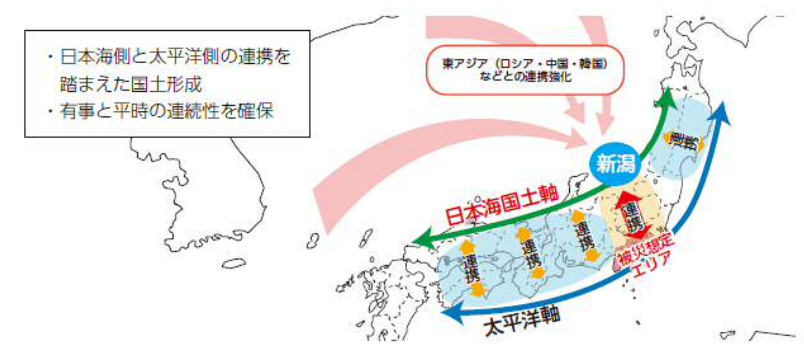 ・日本海側と太平洋側の連携を
踏まえた国土形成
・有事と平時の連続性を確保
東アジア（ロシア・中国・韓国）
などとの連携強化
新潟
連携
日本海国土軸
連携
連携
連携
連携
被災想定
エリア
太平洋軸